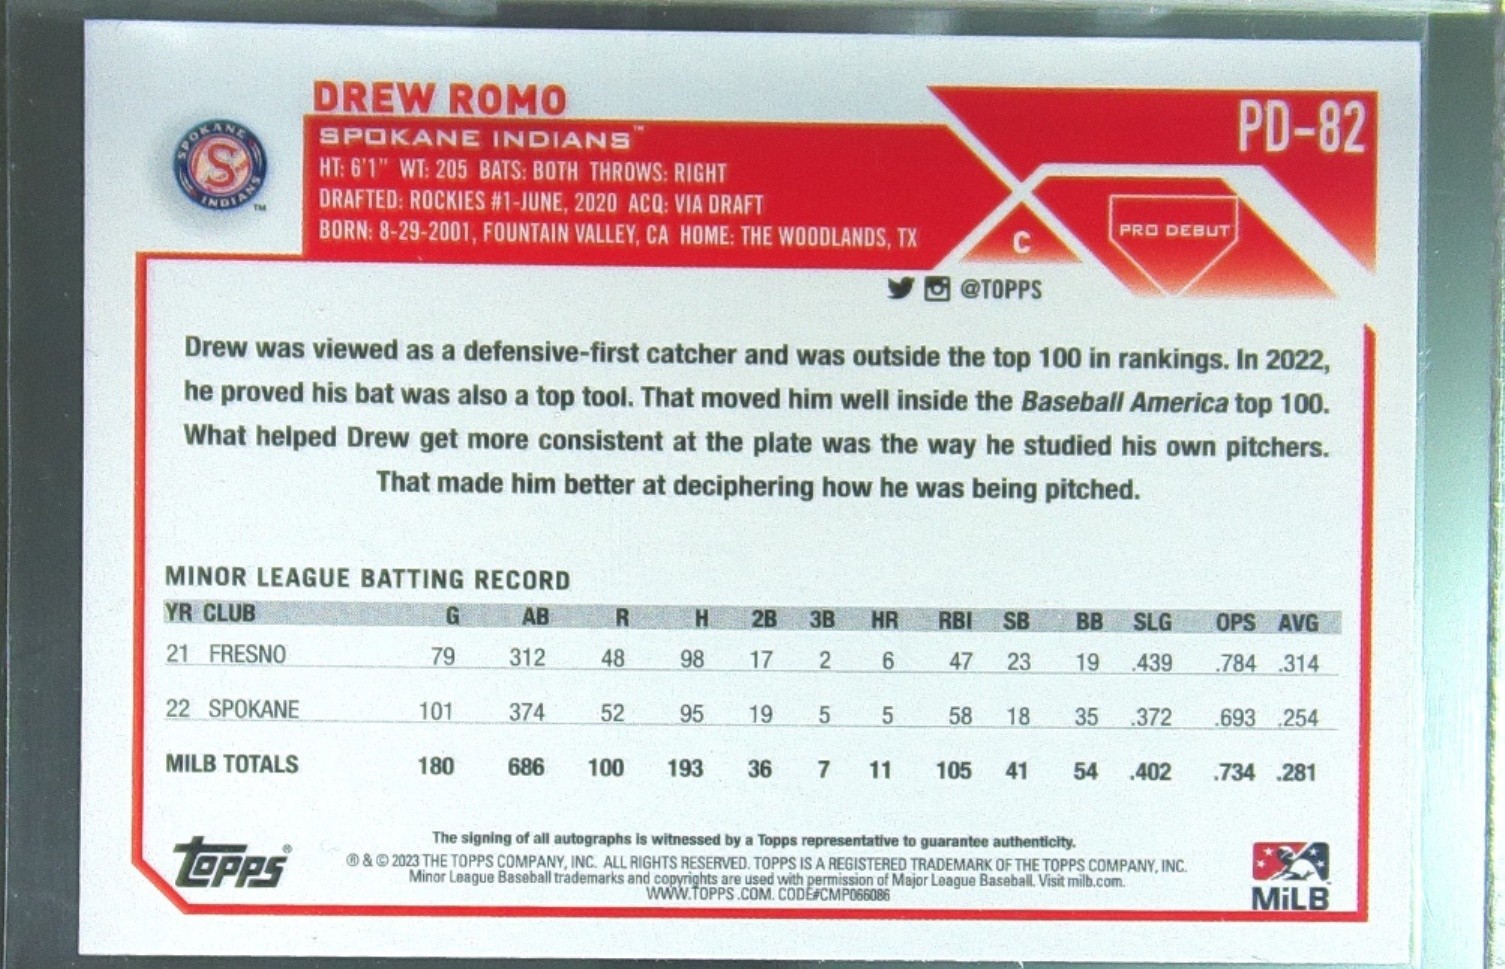 DREW ROMO
PD-82
SPOKANE INDIANS™
SPOKANE
S
INDIANS
™
HT: 6'1" WT: 205 BATS: BOTH THROWS: RIGHT
DRAFTED: ROCKIES #1-JUNE, 2020 ACQ: VIA DRAFT
BORN: 8-29-2001, FOUNTAIN VALLEY, CA HOME: THE WOODLANDS, TX
C
PRO DEBUT
@TOPPS
Drew was viewed as a defensive-first catcher and was outside the top 100 in rankings. In 2022,
he proved his bat was also a top tool. That moved him well inside the Baseball America top 100.
What helped Drew get more consistent at the plate was the way he studied his own pitchers.
That made him better at deciphering how he was being pitched.
MINOR LEAGUE BATTING RECORD
YR CLUB G AB R H 2B 3B HR RBI SB BB SLG OPS AVG
21 FRESNO 79 312 48 98 17 2 6 47 23 19 .439 .784 .314
22 SPOKANE 101 374 52 95 19 5 5 58 18 35 .372 .693 .254
MILB TOTALS 180 686 100 193 36 7 11 105 41 54 .402 .734 .281
The signing of all autographs is witnessed by a Topps representative to guarantee authenticity.
® & © 2023 THE TOPPS COMPANY, INC. ALL RIGHTS RESERVED. TOPPS IS A REGISTERED TRADEMARK OF THE TOPPS COMPANY, INC.
Minor League Baseball trademarks and copyrights are used with permission of Major League Baseball. Visit milb.com.
WWW.TOPPS.COM. CODE#CMP066086
Topps®
MiLB